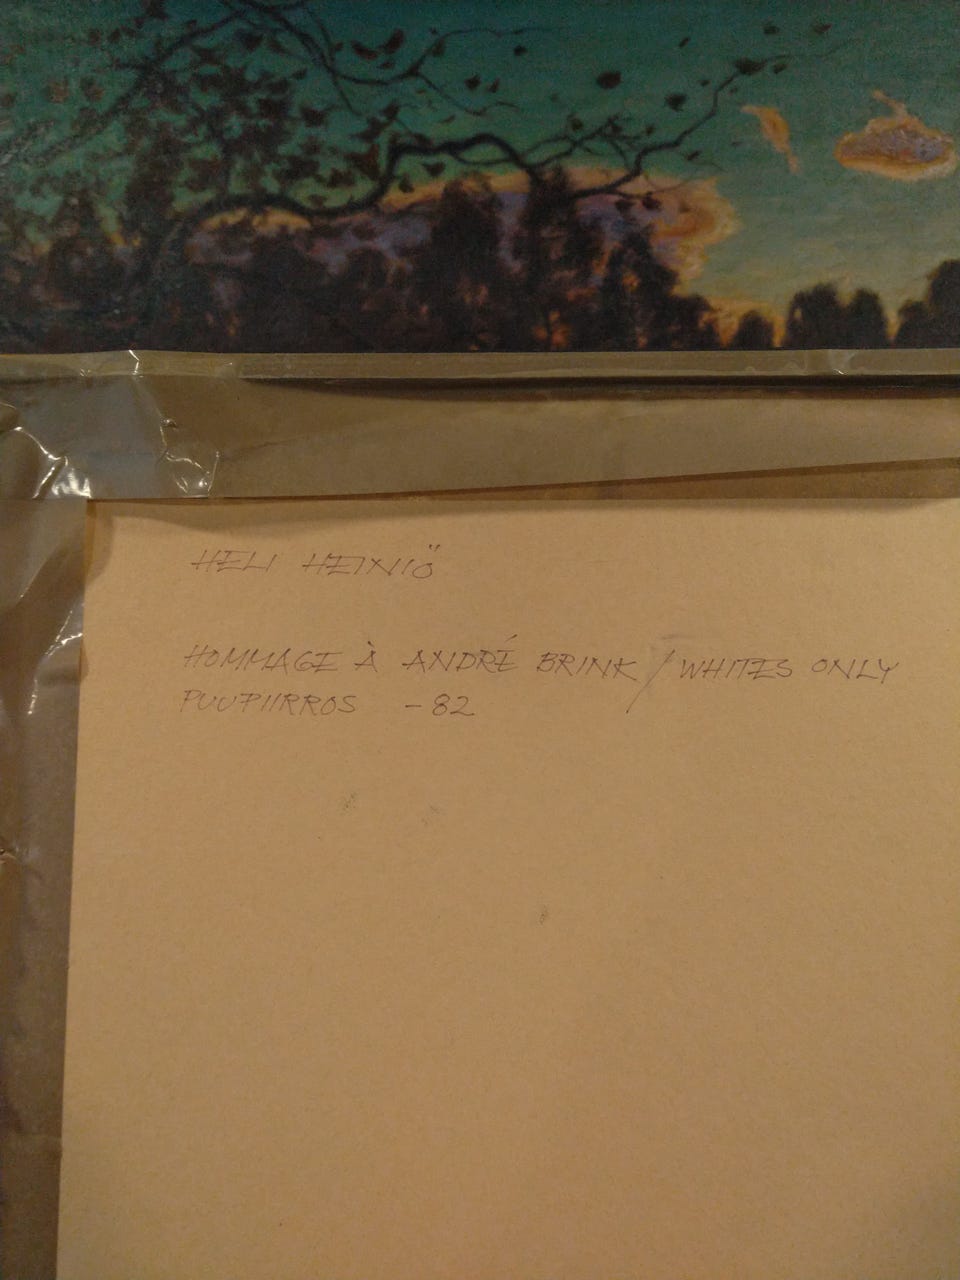 HELI HEINIÖ
HOMMAGE À ANDRÉ BRINK / WHITES ONLY
PUUPIIRROS -82